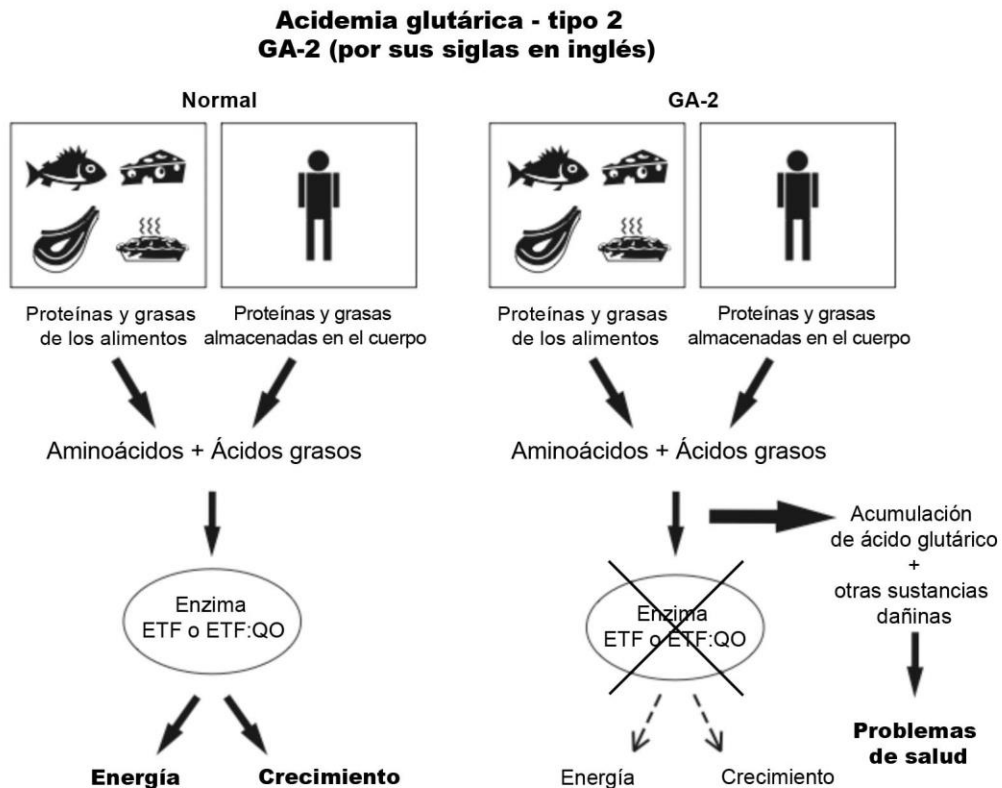 Acidemia glutárica - tipo 2
GA-2 (por sus siglas en inglés)
Normal
Proteínas y grasas
de los alimentos
Proteínas y grasas
almacenadas en el cuerpo
Aminoácidos + Ácidos grasos
Enzima
ETF o ETF:QO
Energía
Crecimiento
GA-2
Proteínas y grasas
de los alimentos
Proteínas y grasas
almacenadas en el cuerpo
Aminoácidos + Ácidos grasos
Acumulación
de ácido glutárico
+
otras sustancias
dañinas
Enzima
ETF o ETF:QO
Problemas
de salud
Energía
Crecimiento